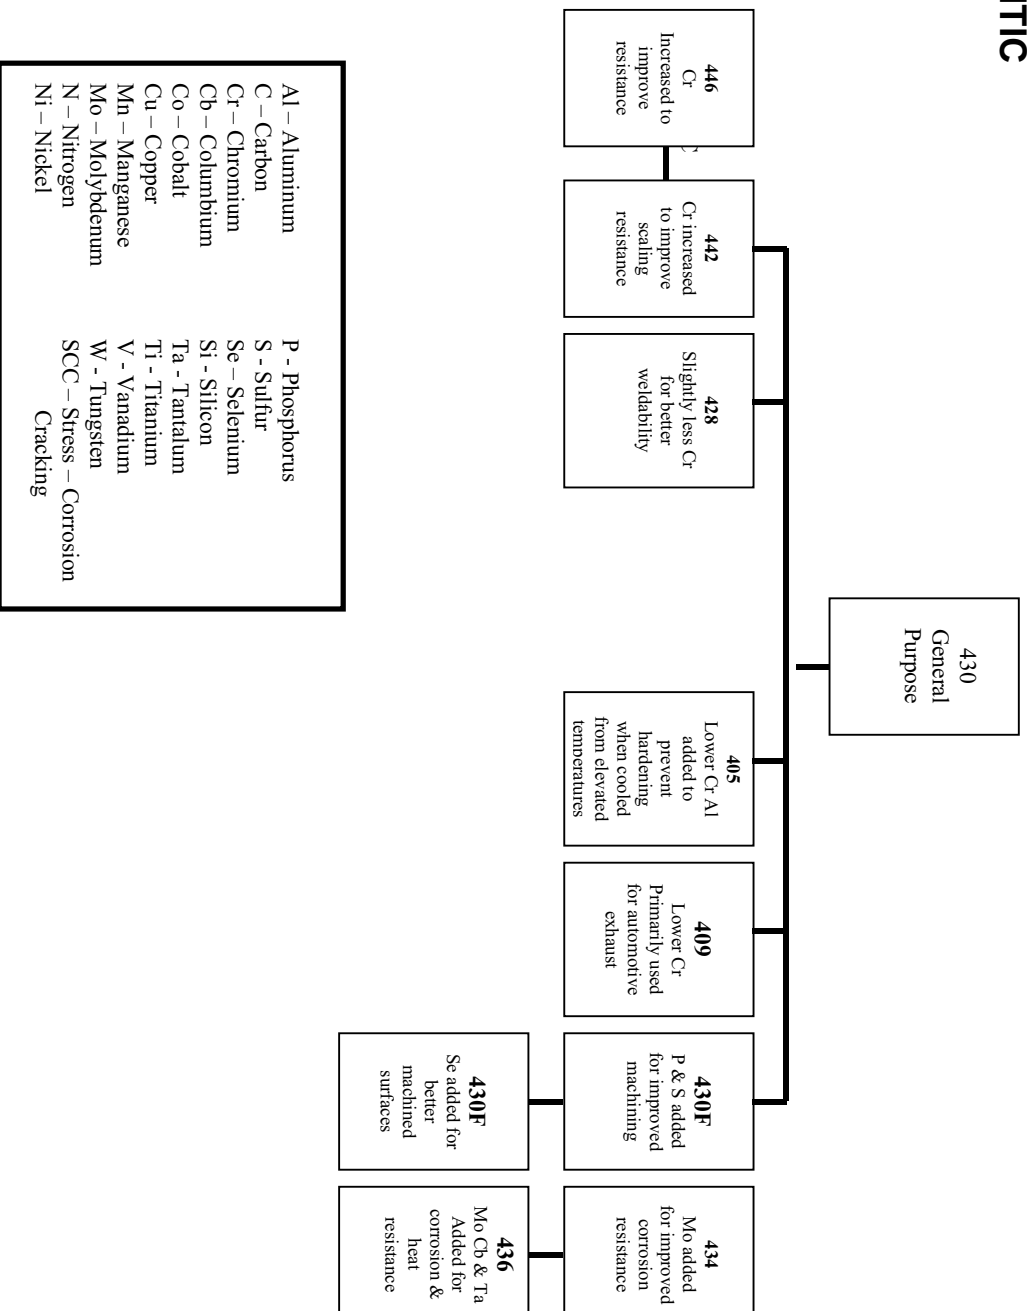 ITIC
430
General
Purpose
446
Cr
Increased to
improve
resistance
C
442
Cr increased
to improve
scaling
resistance
428
Slightly less Cr
for better
weldability
405
Lower Cr Al
added to
prevent
hardening
when cooled
from elevated
temperatures
409
Lower Cr
Primarily used
for automotive
exhaust
430F
P & S added
for improved
machining
434
Mo added
for improved
corrosion
resistance
430F
Se added for
better
machined
surfaces
436
Mo Cb & Ta
Added for
corrosion &
heat
resistance
Al – Aluminum
C – Carbon
Cr – Chromium
Cb – Columbium
Co – Cobalt
Cu – Copper
Mn – Manganese
Mo – Molybdenum
N – Nitrogen
Ni – Nickel
P - Phosphorus
S - Sulfur
Se – Selenium
Si - Silicon
Ta - Tantalum
Ti - Titanium
V - Vanadium
W - Tungsten
SCC – Stress – Corrosion
Cracking